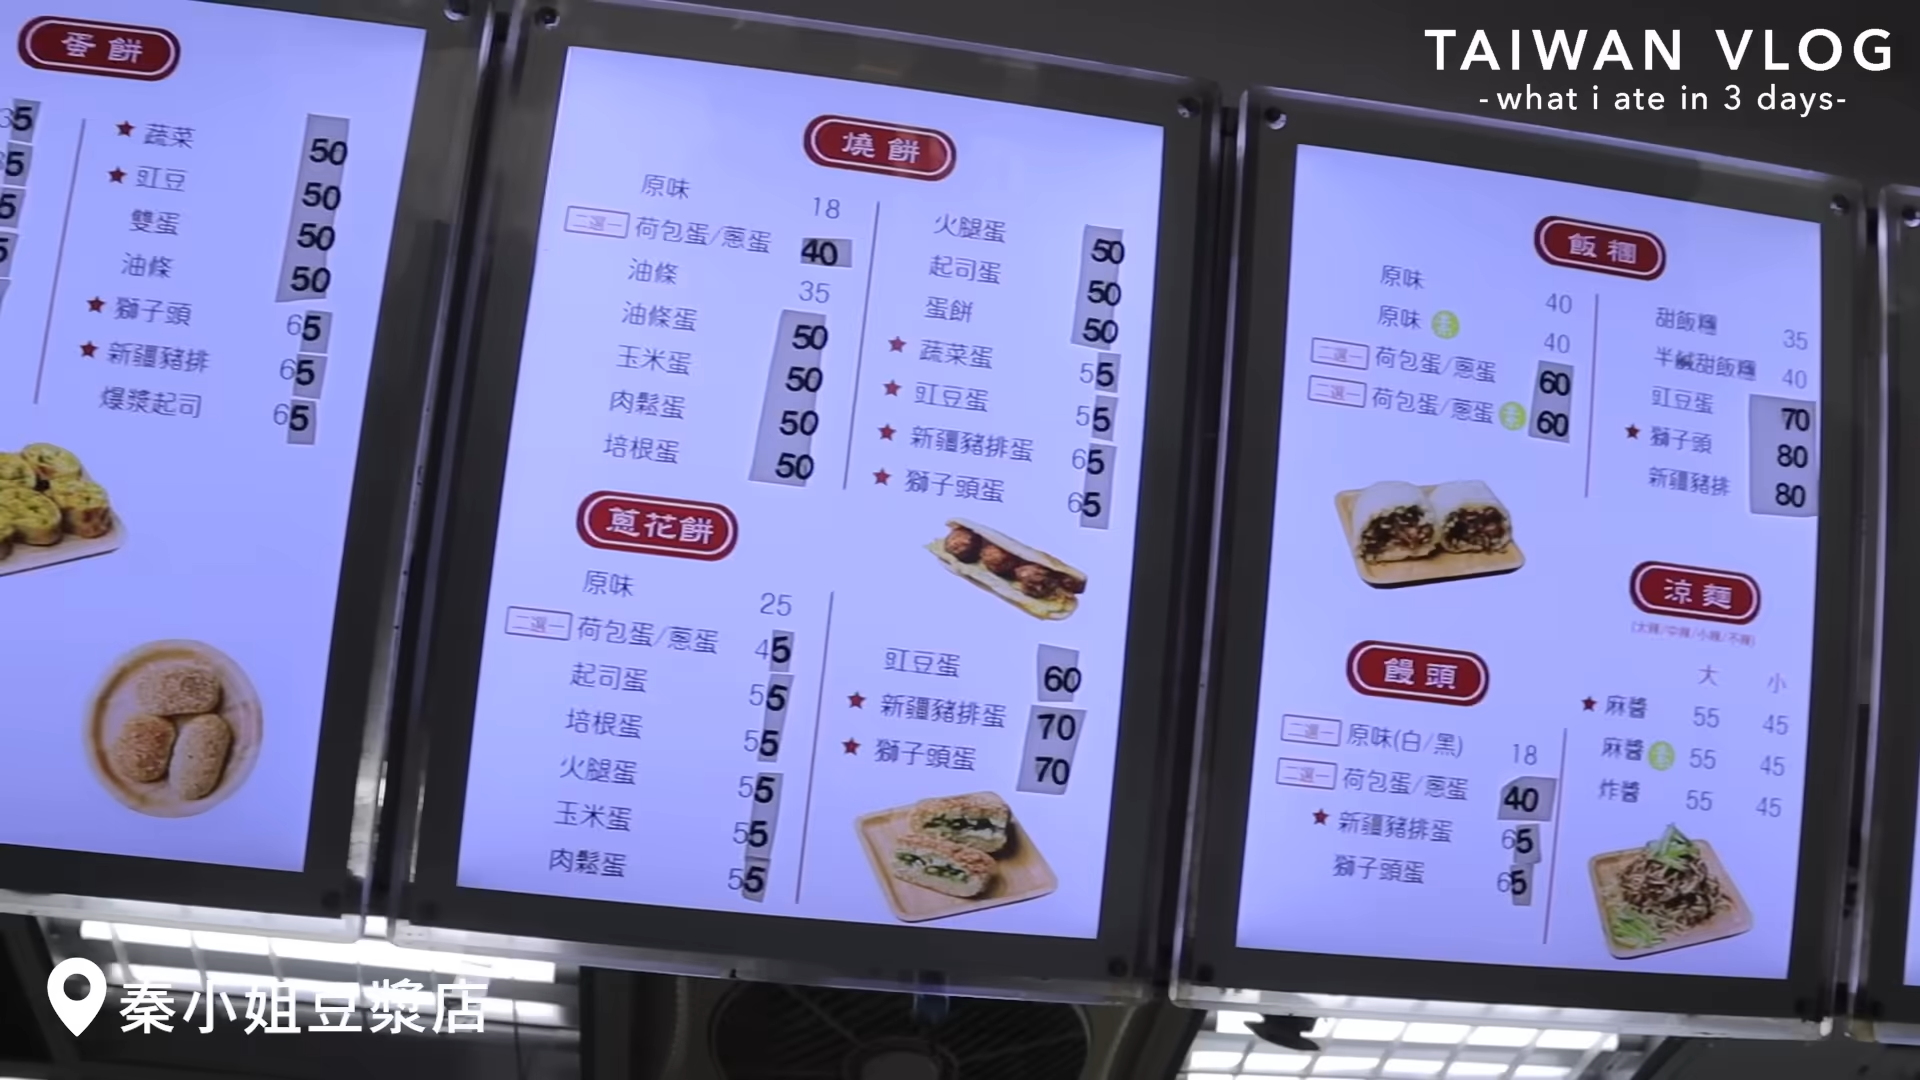 TAIWAN VLOG
-what i ate in 3 days-
蛋餅
35
35
5
5
★ 蔬菜 50
★ 豇豆 50
雙蛋 50
油條 50
★ 獅子頭 65
★ 新疆豬排 65
爆漿起司 65
燒餅
原味 18
二選一 荷包蛋/蔥蛋 40
油條 35
油條蛋 50
玉米蛋 50
肉鬆蛋 50
培根蛋 50
火腿蛋 50
起司蛋 50
蛋餅 50
★ 蔬菜蛋 55
★ 豇豆蛋 55
★ 新疆豬排蛋 65
★ 獅子頭蛋 65
蔥花餅
原味 25
二選一 荷包蛋/蔥蛋 45
起司蛋 55
培根蛋 55
火腿蛋 55
玉米蛋 55
肉鬆蛋 55
豇豆蛋 60
★ 新疆豬排蛋 70
★ 獅子頭蛋 70
飯糰
原味 40
原味 素 40
二選一 荷包蛋/蔥蛋 60
二選一 荷包蛋/蔥蛋 素 60
甜飯糰 35
半鹹甜飯糰 40
豇豆蛋 70
★ 獅子頭 80
新疆豬排 80
饅頭
二選一 原味(白/黑) 18
二選一 荷包蛋/蔥蛋 40
★ 新疆豬排蛋 65
獅子頭蛋 65
涼麵
(大辣/中辣/小辣/不辣)
大 小
★ 麻醬 55 45
麻醬 素 55 45
炸醬 55 45
秦小姐豆漿店